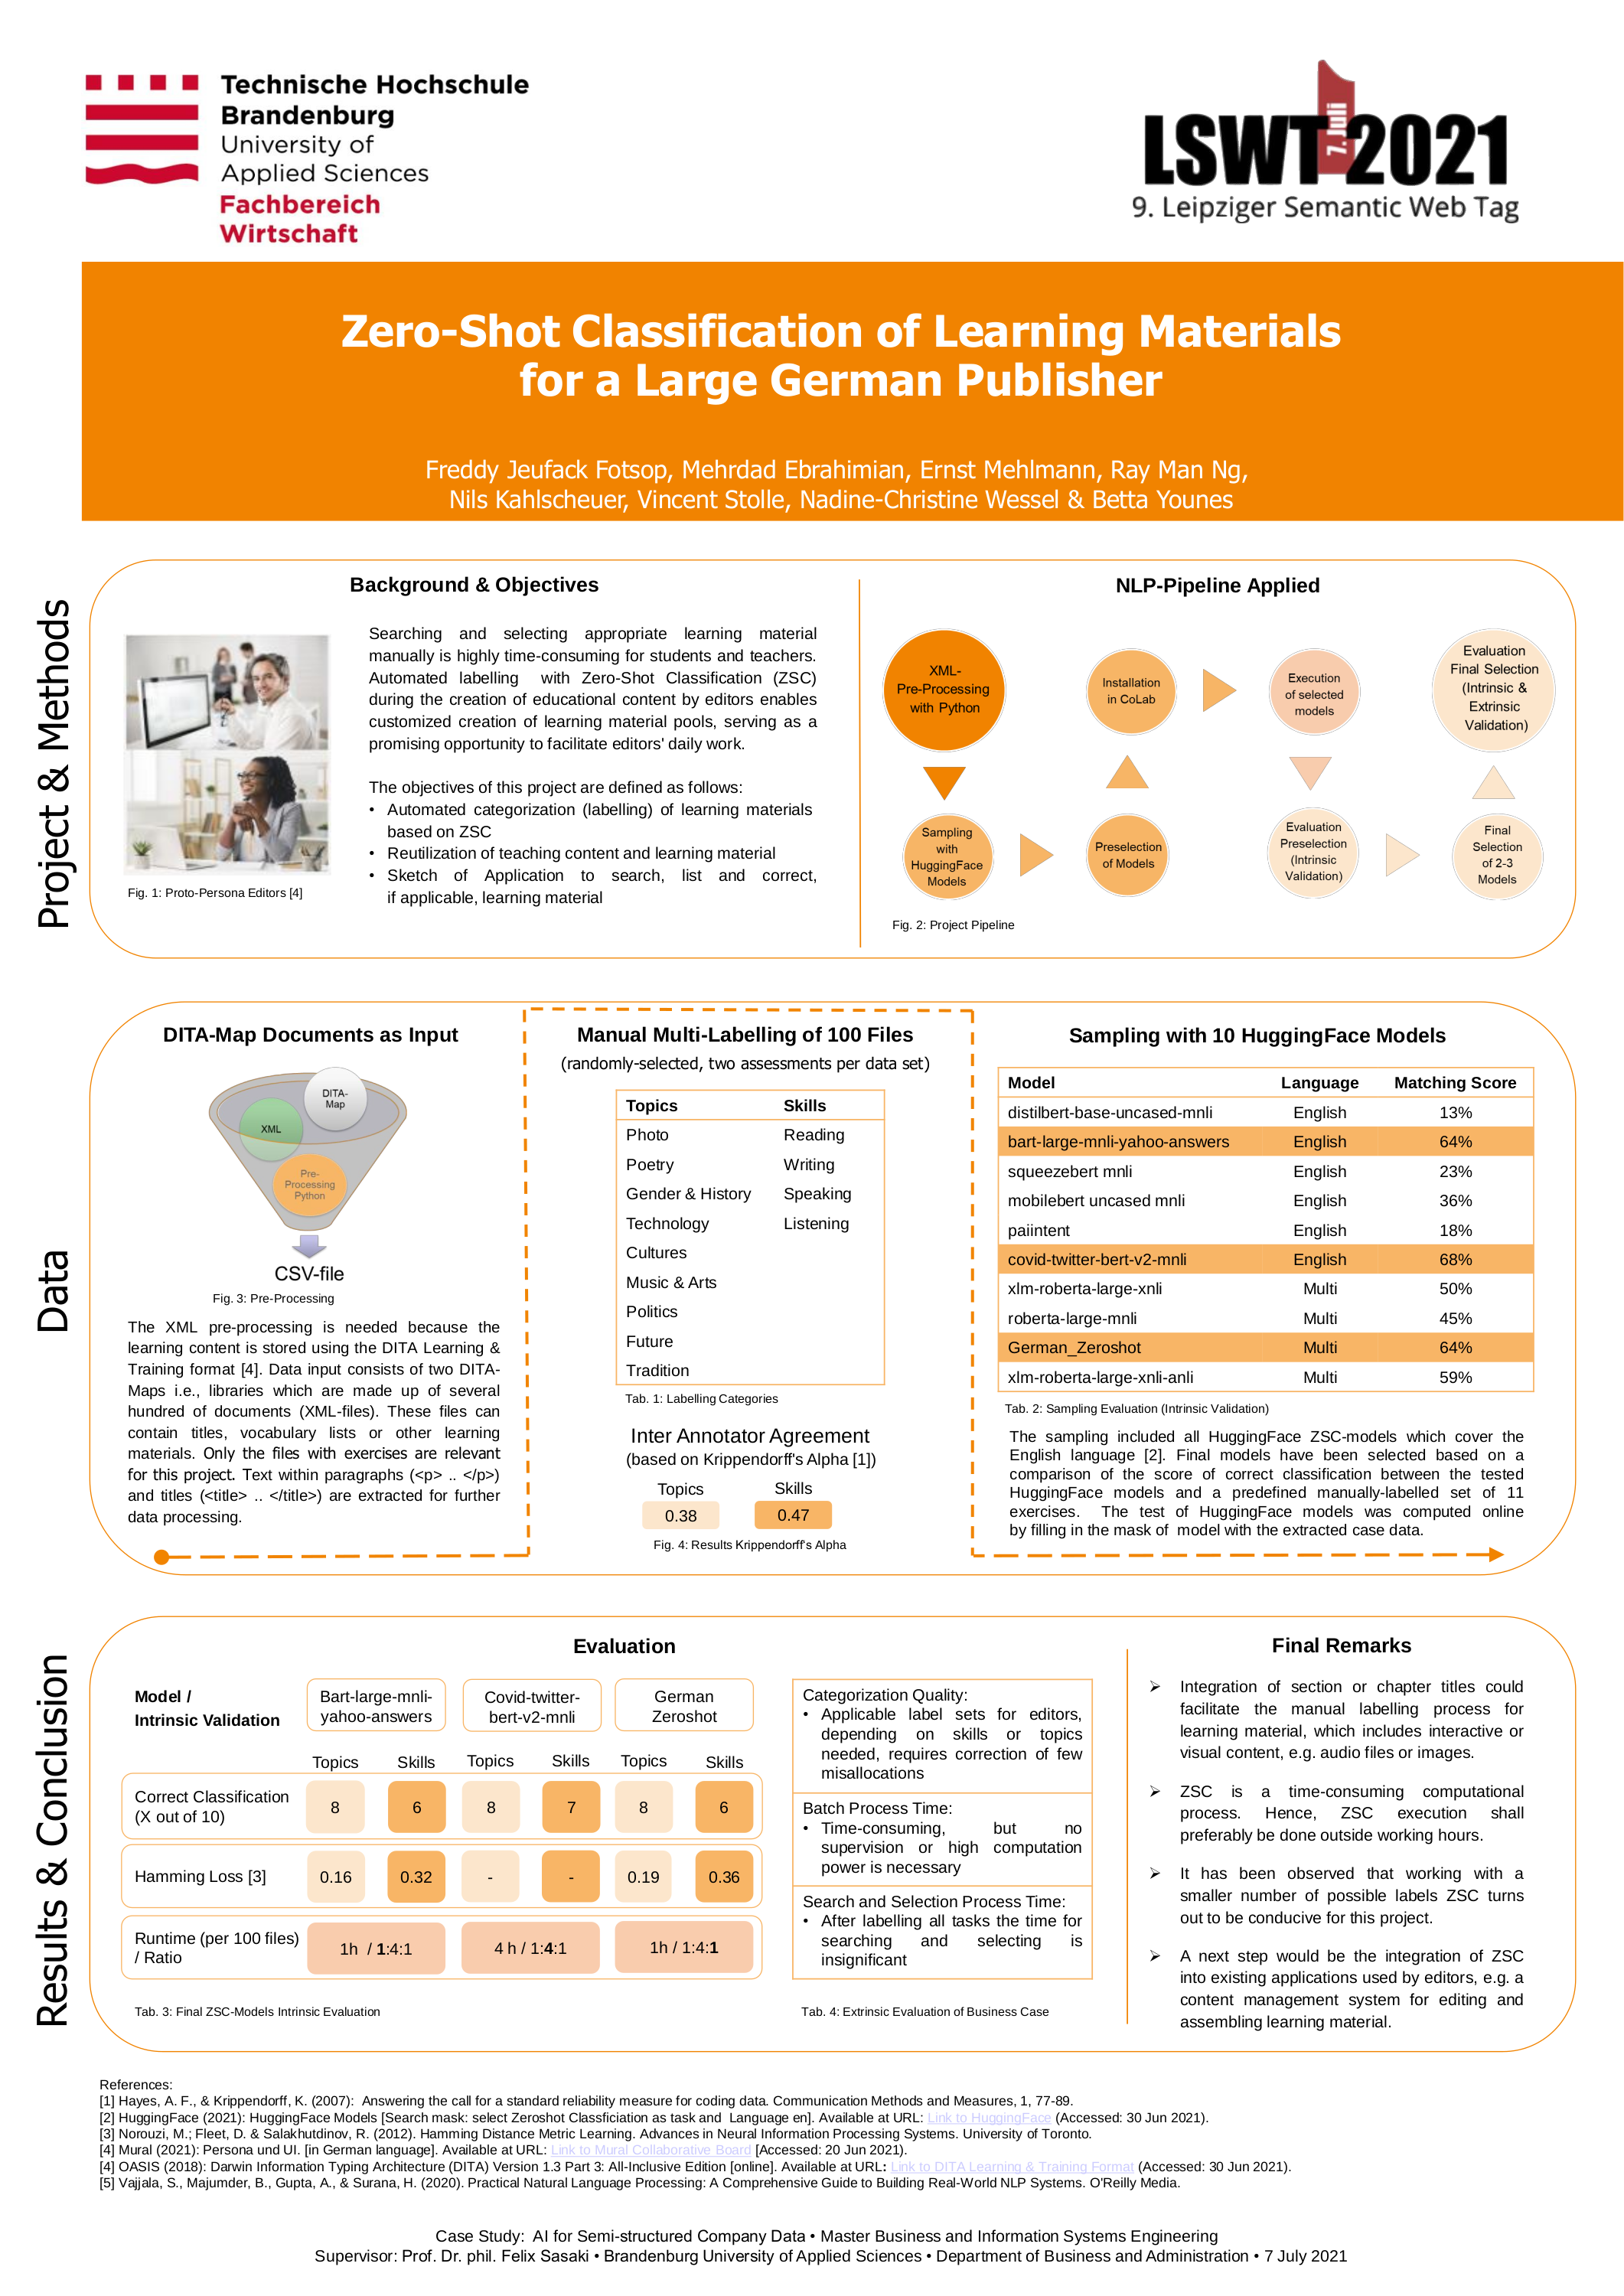 Technische Hochschule
Brandenburg
University of
Applied Sciences
Fachbereich
Wirtschaft
7. Juli
LSWT 2021
9. Leipziger Semantic Web Tag
Zero-Shot Classification of Learning Materials
for a Large German Publisher
Freddy Jeufack Fotsop, Mehrdad Ebrahimian, Ernst Mehlmann, Ray Man Ng,
Nils Kahlscheuer, Vincent Stolle, Nadine-Christine Wessel & Betta Younes
Project & Methods
Background & Objectives
Searching and selecting appropriate learning material
manually is highly time-consuming for students and teachers.
Automated labelling with Zero-Shot Classification (ZSC)
during the creation of educational content by editors enables
customized creation of learning material pools, serving as a
promising opportunity to facilitate editors' daily work.
The objectives of this project are defined as follows:
• Automated categorization (labelling) of learning materials
based on ZSC
• Reutilization of teaching content and learning material
• Sketch of Application to search, list and correct,
if applicable, learning material
Fig. 1: Proto-Persona Editors [4]
NLP-Pipeline Applied
XML-
Pre-Processing
with Python
Sampling
with
HuggingFace
Models
Preselection
of Models
Installation
in CoLab
Execution
of selected
models
Evaluation
Preselection
(Intrinsic
Validation)
Final
Selection
of 2-3
Models
Evaluation
Final Selection
(Intrinsic &
Extrinsic
Validation)
Fig. 2: Project Pipeline
Data
DITA-Map Documents as Input
DITA-
Map
XML
Pre-
Processing
Python
CSV-file
Fig. 3: Pre-Processing
The XML pre-processing is needed because the
learning content is stored using the DITA Learning &
Training format [4]. Data input consists of two DITA-
Maps i.e., libraries which are made up of several
hundred of documents (XML-files). These files can
contain titles, vocabulary lists or other learning
materials. Only the files with exercises are relevant
for this project. Text within paragraphs (<p> .. </p>)
and titles (<title> .. </title>) are extracted for further
data processing.
Manual Multi-Labelling of 100 Files
(randomly-selected, two assessments per data set)
Topics Skills
Photo Reading
Poetry Writing
Gender & History Speaking
Technology Listening
Cultures
Music & Arts
Politics
Future
Tradition
Tab. 1: Labelling Categories
Inter Annotator Agreement
(based on Krippendorff's Alpha [1])
Topics Skills
0.38 0.47
Fig. 4: Results Krippendorff's Alpha
Sampling with 10 HuggingFace Models
Model Language Matching Score
distilbert-base-uncased-mnli English 13%
bart-large-mnli-yahoo-answers English 64%
squeezebert mnli English 23%
mobilebert uncased mnli English 36%
paiintent English 18%
covid-twitter-bert-v2-mnli English 68%
xlm-roberta-large-xnli Multi 50%
roberta-large-mnli Multi 45%
German_Zeroshot Multi 64%
xlm-roberta-large-xnli-anli Multi 59%
Tab. 2: Sampling Evaluation (Intrinsic Validation)
The sampling included all HuggingFace ZSC-models which cover the
English language [2]. Final models have been selected based on a
comparison of the score of correct classification between the tested
HuggingFace models and a predefined manually-labelled set of 11
exercises. The test of HuggingFace models was computed online
by filling in the mask of model with the extracted case data.
Results & Conclusion
Evaluation
Model /
Intrinsic Validation
Bart-large-mnli-
yahoo-answers
Covid-twitter-
bert-v2-mnli
German
Zeroshot
Topics Skills Topics Skills Topics Skills
Correct Classification
(X out of 10)
8 6 8 7 8 6
Hamming Loss [3] 0.16 0.32 - - 0.19 0.36
Runtime (per 100 files)
/ Ratio
1h / 1:4:1 4 h / 1:4:1 1h / 1:4:1
Tab. 3: Final ZSC-Models Intrinsic Evaluation
Categorization Quality:
• Applicable label sets for editors,
depending on skills or topics
needed, requires correction of few
misallocations
Batch Process Time:
• Time-consuming, but no
supervision or high computation
power is necessary
Search and Selection Process Time:
• After labelling all tasks the time for
searching and selecting is
insignificant
Tab. 4: Extrinsic Evaluation of Business Case
Final Remarks
➢ Integration of section or chapter titles could
facilitate the manual labelling process for
learning material, which includes interactive or
visual content, e.g. audio files or images.
➢ ZSC is a time-consuming computational
process. Hence, ZSC execution shall
preferably be done outside working hours.
➢ It has been observed that working with a
smaller number of possible labels ZSC turns
out to be conducive for this project.
➢ A next step would be the integration of ZSC
into existing applications used by editors, e.g. a
content management system for editing and
assembling learning material.
References:
[1] Hayes, A. F., & Krippendorff, K. (2007): Answering the call for a standard reliability measure for coding data. Communication Methods and Measures, 1, 77-89.
[2] HuggingFace (2021): HuggingFace Models [Search mask: select Zeroshot Classficiation as task and Language en]. Available at URL: Link to HuggingFace (Accessed: 30 Jun 2021).
[3] Norouzi, M.; Fleet, D. & Salakhutdinov, R. (2012). Hamming Distance Metric Learning. Advances in Neural Information Processing Systems. University of Toronto.
[4] Mural (2021): Persona und UI. [in German language]. Available at URL: Link to Mural Collaborative Board [Accessed: 20 Jun 2021).
[4] OASIS (2018): Darwin Information Typing Architecture (DITA) Version 1.3 Part 3: All-Inclusive Edition [online]. Available at URL: Link to DITA Learning & Training Format (Accessed: 30 Jun 2021).
[5] Vajjala, S., Majumder, B., Gupta, A., & Surana, H. (2020). Practical Natural Language Processing: A Comprehensive Guide to Building Real-World NLP Systems. O'Reilly Media.
Case Study: AI for Semi-structured Company Data • Master Business and Information Systems Engineering
Supervisor: Prof. Dr. phil. Felix Sasaki • Brandenburg University of Applied Sciences • Department of Business and Administration • 7 July 2021